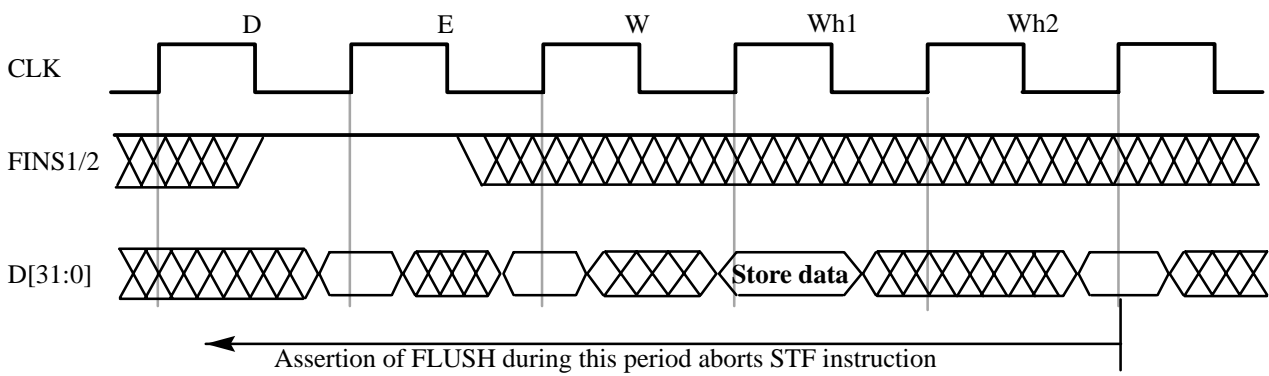 D E W Wh1 Wh2
CLK
FINS1/2
D[31:0] Store data
Assertion of FLUSH during this period aborts STF instruction